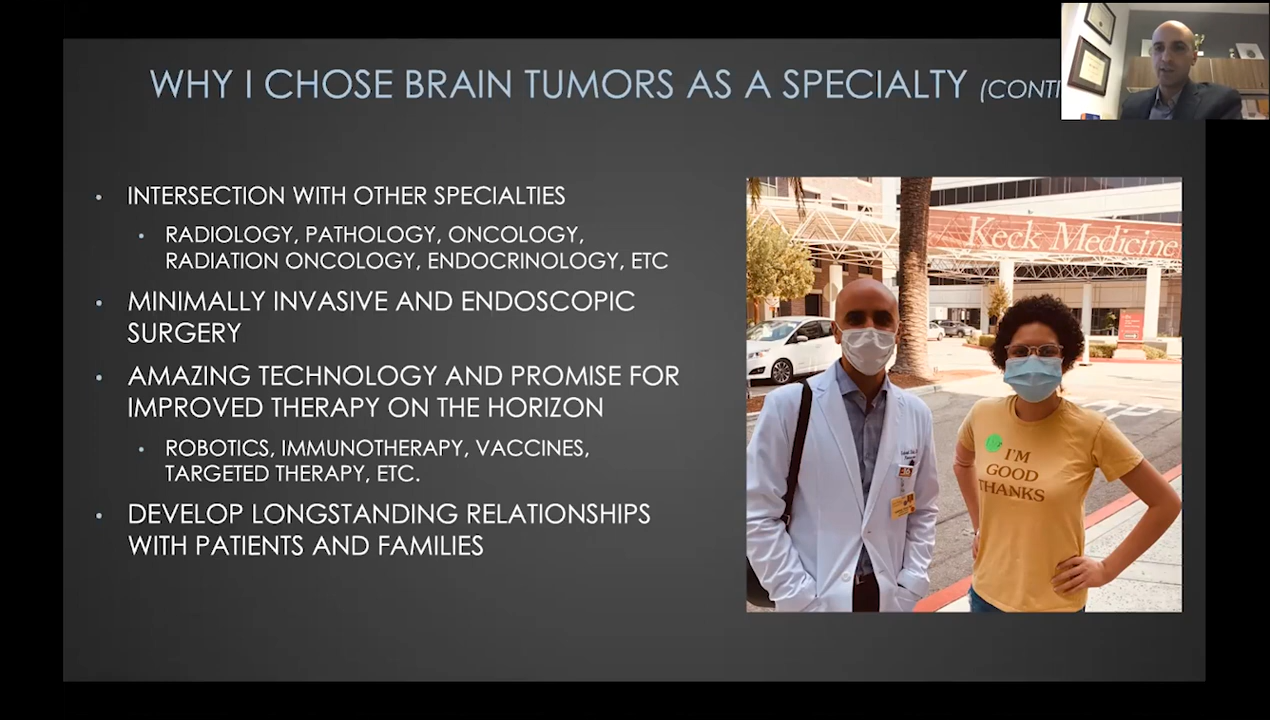 WHY I CHOSE BRAIN TUMORS AS A SPECIALTY (CONTI
• INTERSECTION WITH OTHER SPECIALTIES
• RADIOLOGY, PATHOLOGY, ONCOLOGY,
RADIATION ONCOLOGY, ENDOCRINOLOGY, ETC
• MINIMALLY INVASIVE AND ENDOSCOPIC
SURGERY
• AMAZING TECHNOLOGY AND PROMISE FOR
IMPROVED THERAPY ON THE HORIZON
• ROBOTICS, IMMUNOTHERAPY, VACCINES,
TARGETED THERAPY, ETC.
• DEVELOP LONGSTANDING RELATIONSHIPS
WITH PATIENTS AND FAMILIES
Keck Medicine
I'M
GOOD
THANKS